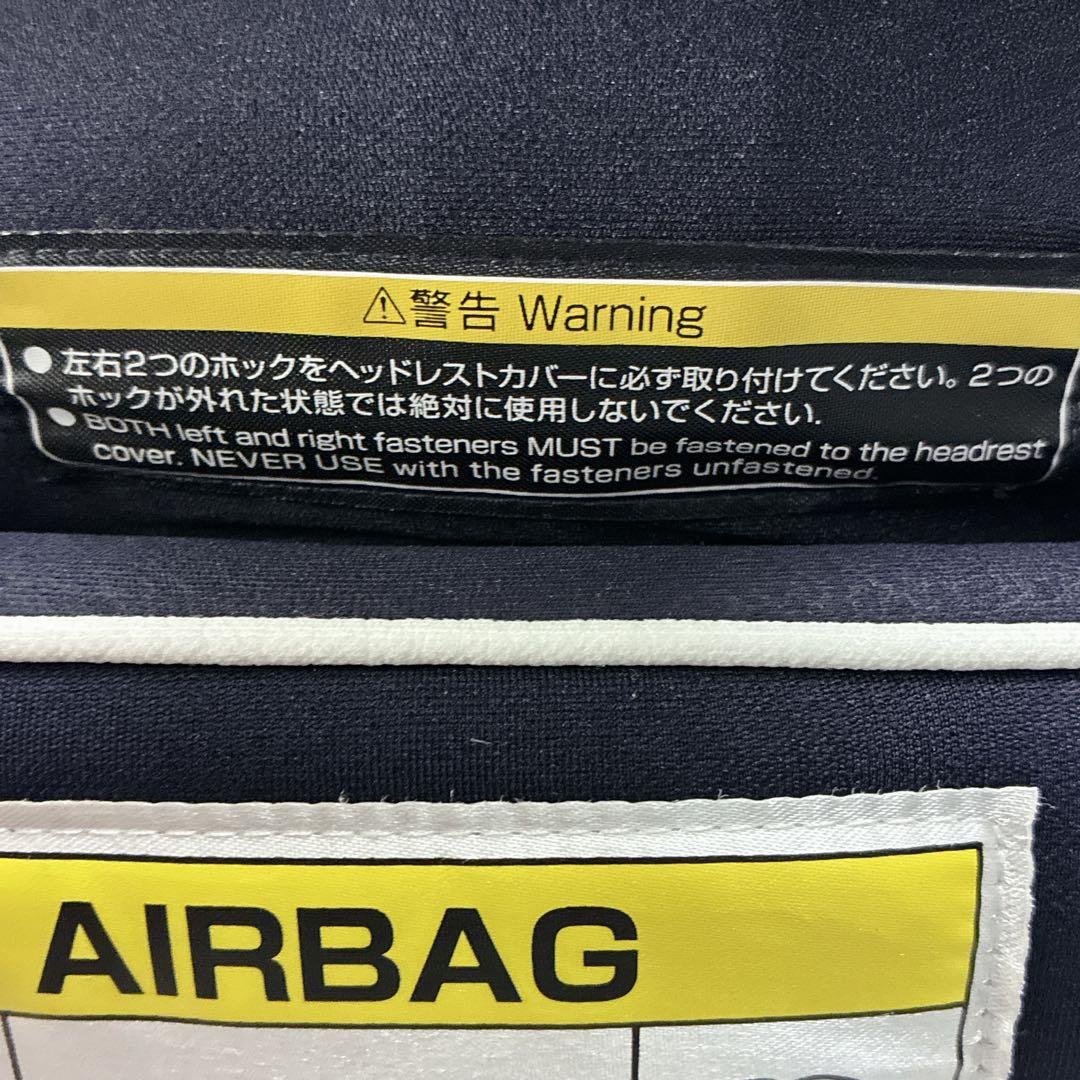 ⚠警告 Warning
● 左右2つのホックをヘッドレストカバーに必ず取り付けてください。2つの
ホックが外れた状態では絶対に使用しないでください.
● BOTH left and right fasteners MUST be fastened to the headrest
cover. NEVER USE with the fasteners unfastened.
AIRBAG